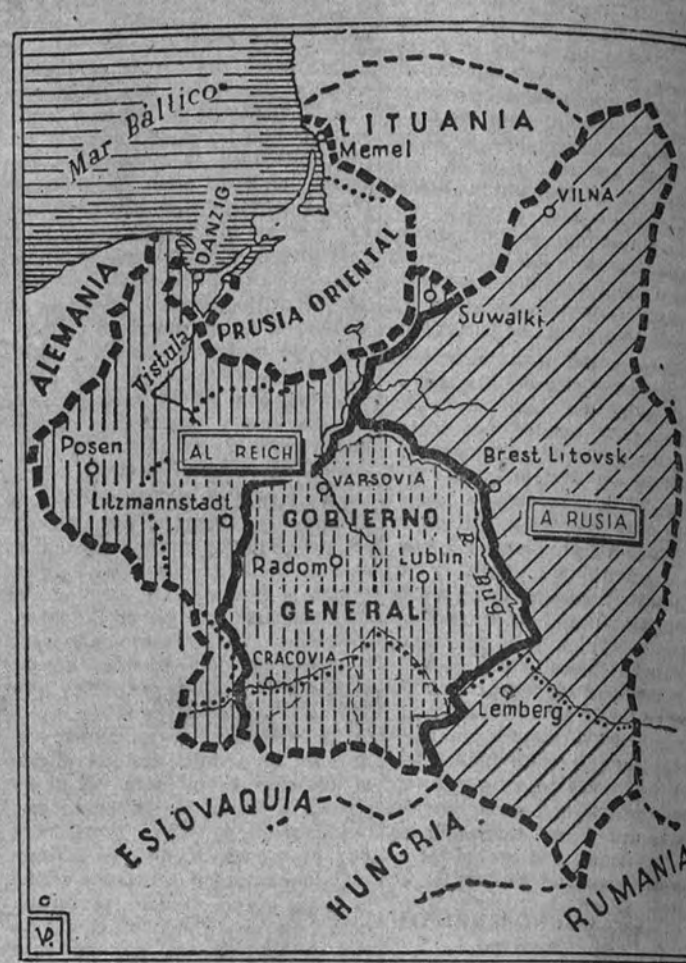 Mar Báltico
LITUANIA
Memel
DANZIG
VILNA
ALEMANIA
PRUSIA ORIENTAL
Suwalki
Vistula
Posen
AL REICH
Brest Litovsk
VARSOVIA
Litzmannstadt
GOBIERNO
A RUSIA
Radom
Lublin
R. Bug
GENERAL
CRACOVIA
Lemberg
ESLOVAQUIA
HUNGRIA
RUMANIA